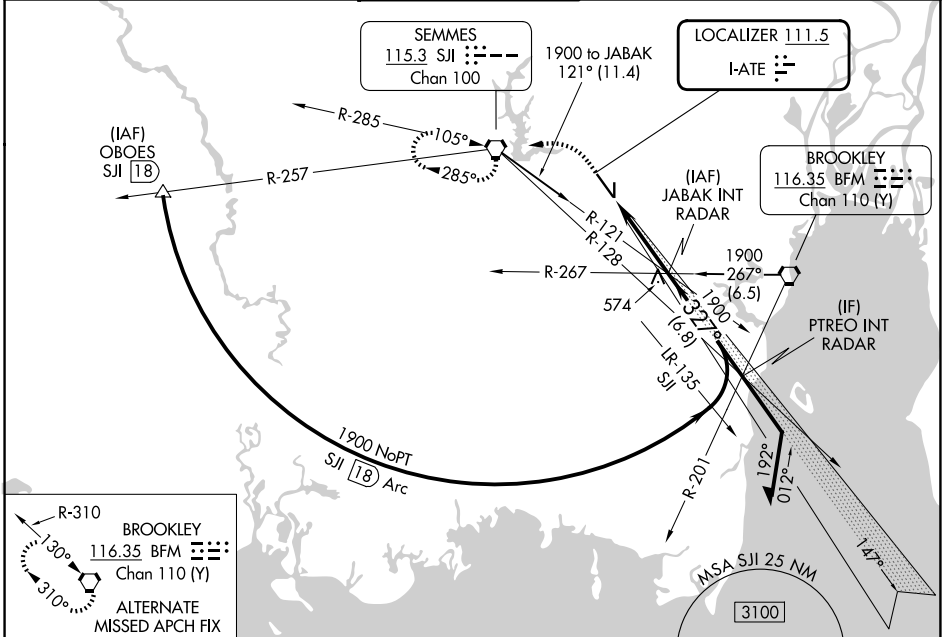 SEMMES
115.3 SJI
Chan 100
1900 to JABAK
121° (11.4)
LOCALIZER 111.5
I-ATE
R-285
105°
285°
(IAF)
OBOES
SJI 18
R-257
BROOKLEY
116.35 BFM
Chan 110 (Y)
(IAF)
JABAK INT
RADAR
R-121
R-128
R-267
1900
267°
(6.5)
574
1900
327°
(6.8)
(IF)
PTREO INT
RADAR
LR-135
SJI
1900 NoPT
SJI 18 Arc
R-201
192°
012°
147°
R-310
130°
310°
BROOKLEY
116.35 BFM
Chan 110 (Y)
ALTERNATE
MISSED APCH FIX
MSA SJI 25 NM
3100